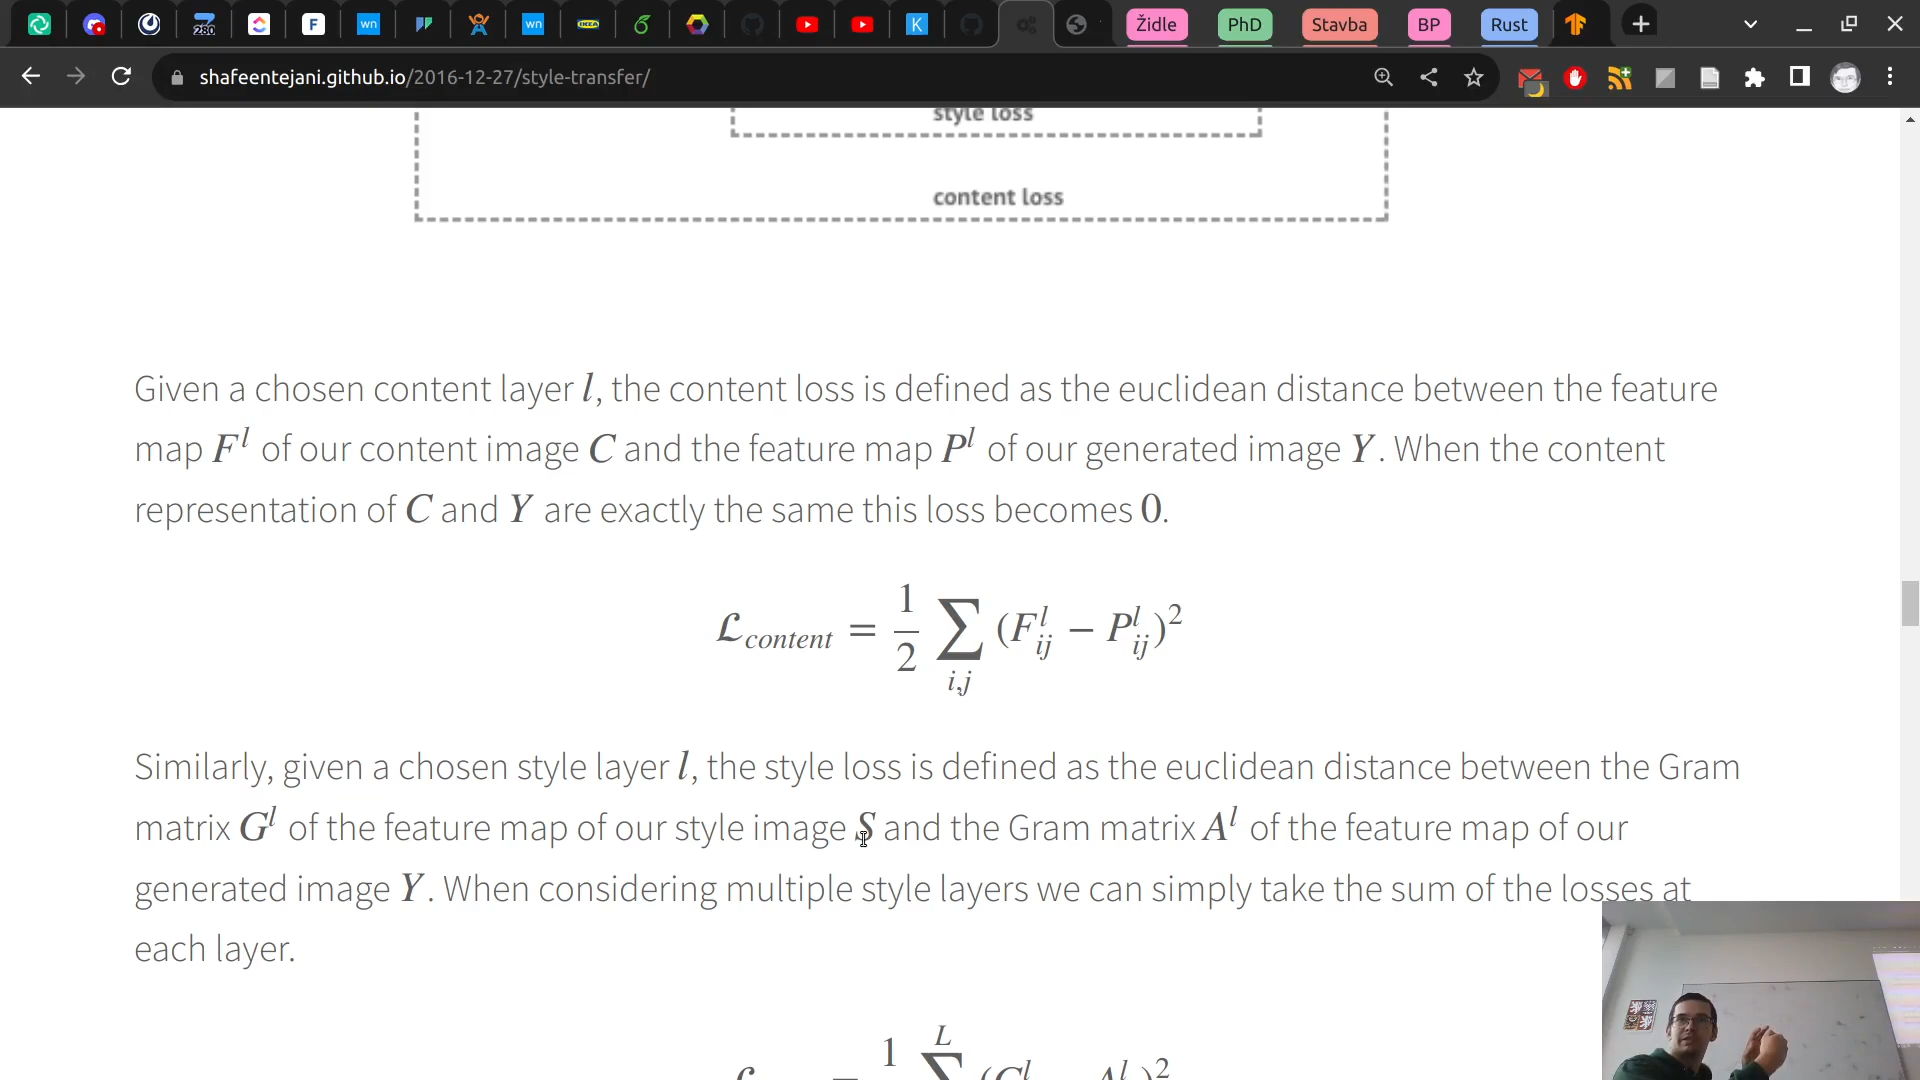 280 F wn wn IKEA K Židle PhD Stavba BP Rust
shafeentejani.github.io/2016-12-27/style-transfer/
style loss
content loss
Given a chosen content layer l, the content loss is defined as the euclidean distance between the feature
map F^l of our content image C and the feature map P^l of our generated image Y. When the content
representation of C and Y are exactly the same this loss becomes 0.
ℒ_content = 1/2 ∑_{i,j} (F^l_{ij} − P^l_{ij})^2
Similarly, given a chosen style layer l, the style loss is defined as the euclidean distance between the Gram
matrix G^l of the feature map of our style image S and the Gram matrix A^l of the feature map of our
generated image Y. When considering multiple style layers we can simply take the sum of the losses at
each layer.